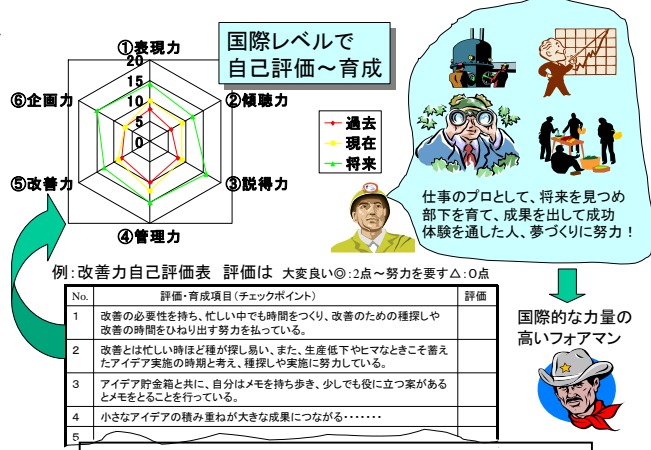 国際レベルで
自己評価～育成
①表現力
20
15
10
5
0
②傾聴力
③説得力
④管理力
⑤改善力
⑥企画力
過去
現在
将来
仕事のプロとして、将来を見つめ
部下を育て、成果を出して成功
体験を通した人、夢づくりに努力！
例：改善力自己評価表 評価は 大変良い◎：2点～努力を要す△：0点
No. 評価・育成項目（チェックポイント） 評価
1 改善の必要性を持ち、忙しい中でも時間をつくり、改善のための種探しや
改善の時間をひねり出す努力を払っている。
2 改善とは忙しい時ほど種が探し易い、また、生産低下やヒマなときこそ蓄え
たアイデア実施の時期と考え、種探しや実施に努力している。
3 アイデア貯金箱と共に、自分はメモを持ち歩き、少しでも役に立つ案がある
とメモをとることを行っている。
4 小さなアイデアの積み重ねが大きな成果につながる・・・・・・・
5
国際的な力量の
高いフォアマン